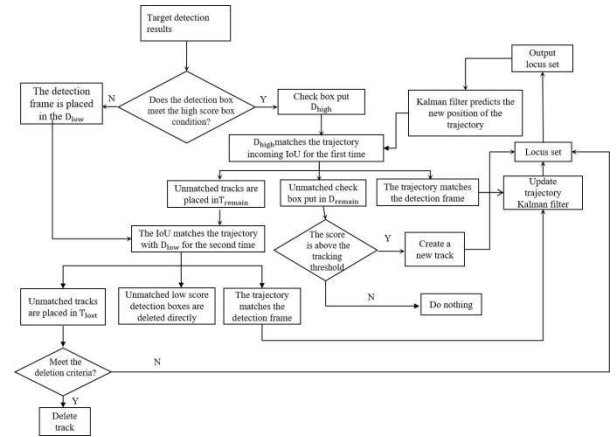 Target detection
results
Output
locus set
The detection
frame is placed
in the D_low
N
Does the detection box
meet the high score box
condition?
Y
Check box put
D_high
Kalman filter predicts the
new position of the
trajectory
D_high matches the trajectory
incoming IoU for the first time
Locus set
Unmatched tracks are
placed in T_remain
Unmatched check
box put in D_remain
The trajectory matches
the detection frame
Update
trajectory
Kalman filter
The IoU matches the trajectory
with D_low for the second time
The score
is above the
tracking
threshold
Y
Create a
new track
N
Do nothing
Unmatched tracks
are placed in T_lost
Unmatched low score
detection boxes are
deleted directly
The trajectory
matches the
detection frame
Meet the
deletion criteria?
N
Y
Delete
track